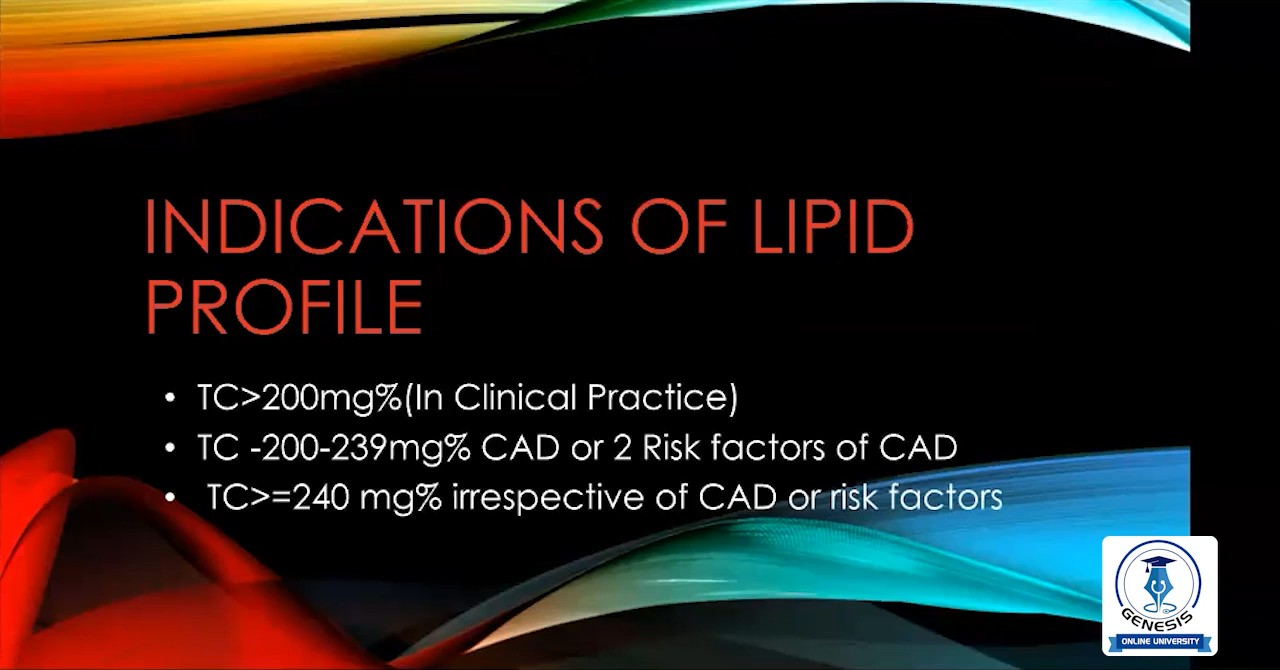 INDICATIONS OF LIPID
PROFILE
• TC>200mg%(In Clinical Practice)
• TC -200-239mg% CAD or 2 Risk factors of CAD
• TC>=240 mg% irrespective of CAD or risk factors
GENESIS
ONLINE UNIVERSITY